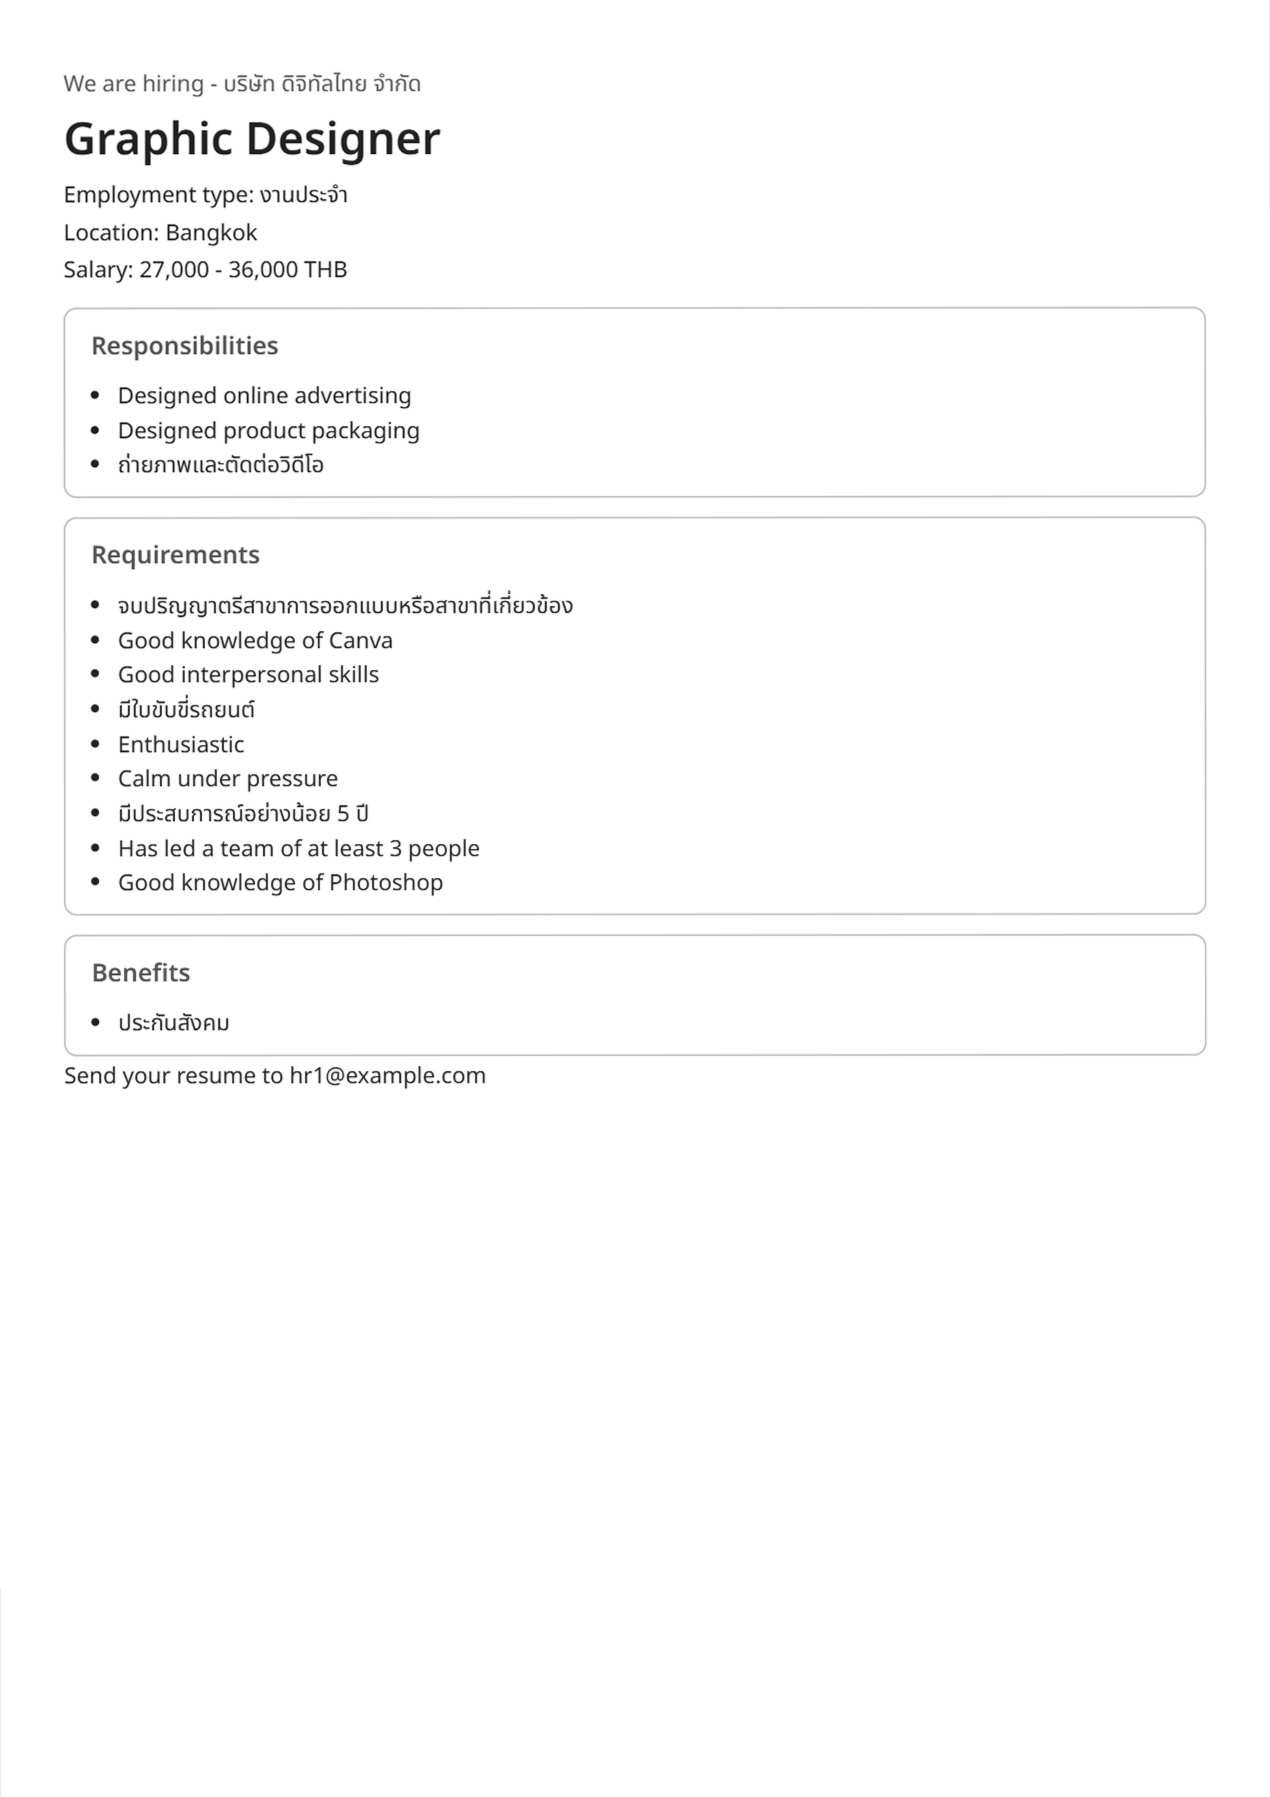 We are hiring - บริษัท ดิจิทัลไทย จำกัด
Graphic Designer
Employment type: งานประจำ
Location: Bangkok
Salary: 27,000 - 36,000 THB
Responsibilities
• Designed online advertising
• Designed product packaging
• ถ่ายภาพและตัดต่อวิดีโอ
Requirements
• จบปริญญาตรีสาขาการออกแบบหรือสาขาที่เกี่ยวข้อง
• Good knowledge of Canva
• Good interpersonal skills
• มีใบขับขี่รถยนต์
• Enthusiastic
• Calm under pressure
• มีประสบการณ์อย่างน้อย 5 ปี
• Has led a team of at least 3 people
• Good knowledge of Photoshop
Benefits
• ประกันสังคม
Send your resume to hr1@example.com